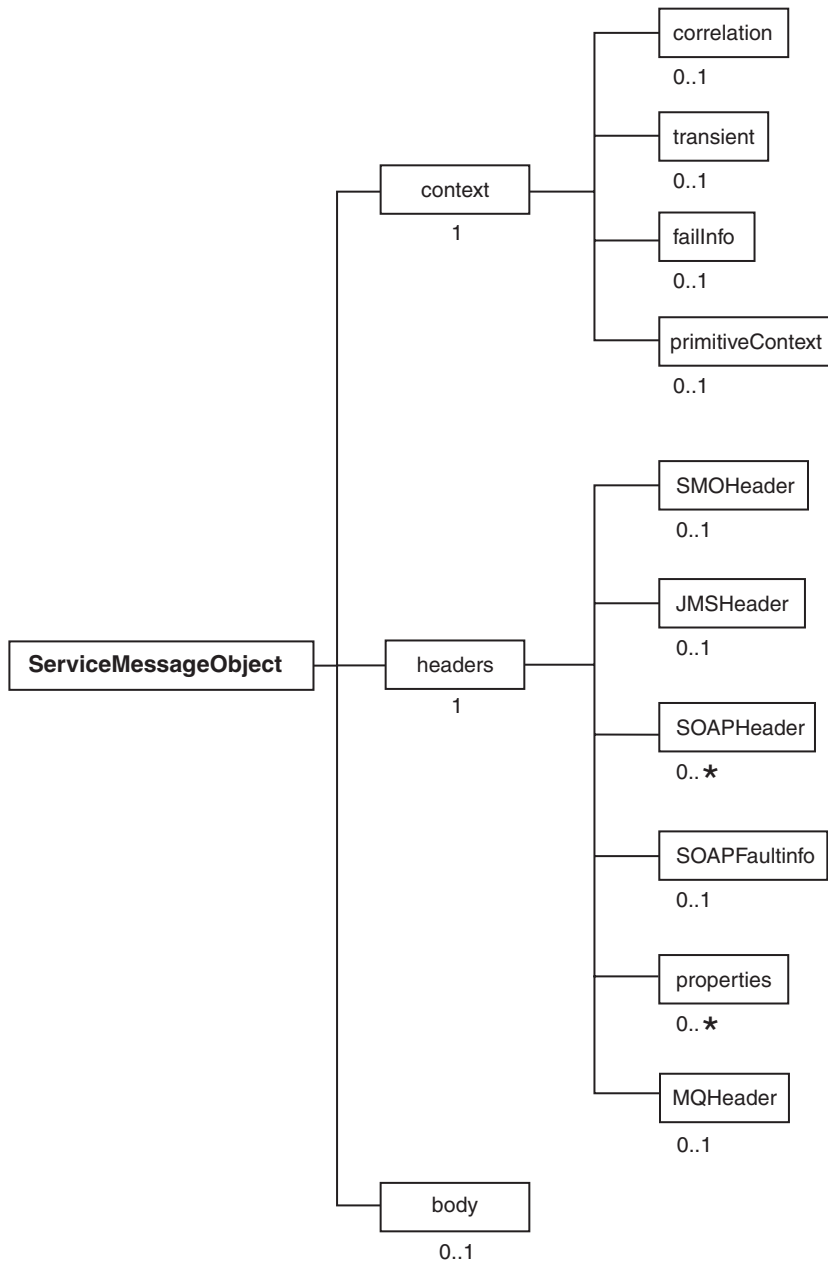 correlation
0..1
transient
0..1
context
1
failInfo
0..1
primitiveContext
0..1
SMOHeader
0..1
JMSHeader
0..1
ServiceMessageObject
headers
1
SOAPHeader
0..*
SOAPFaultinfo
0..1
properties
0..*
MQHeader
0..1
body
0..1